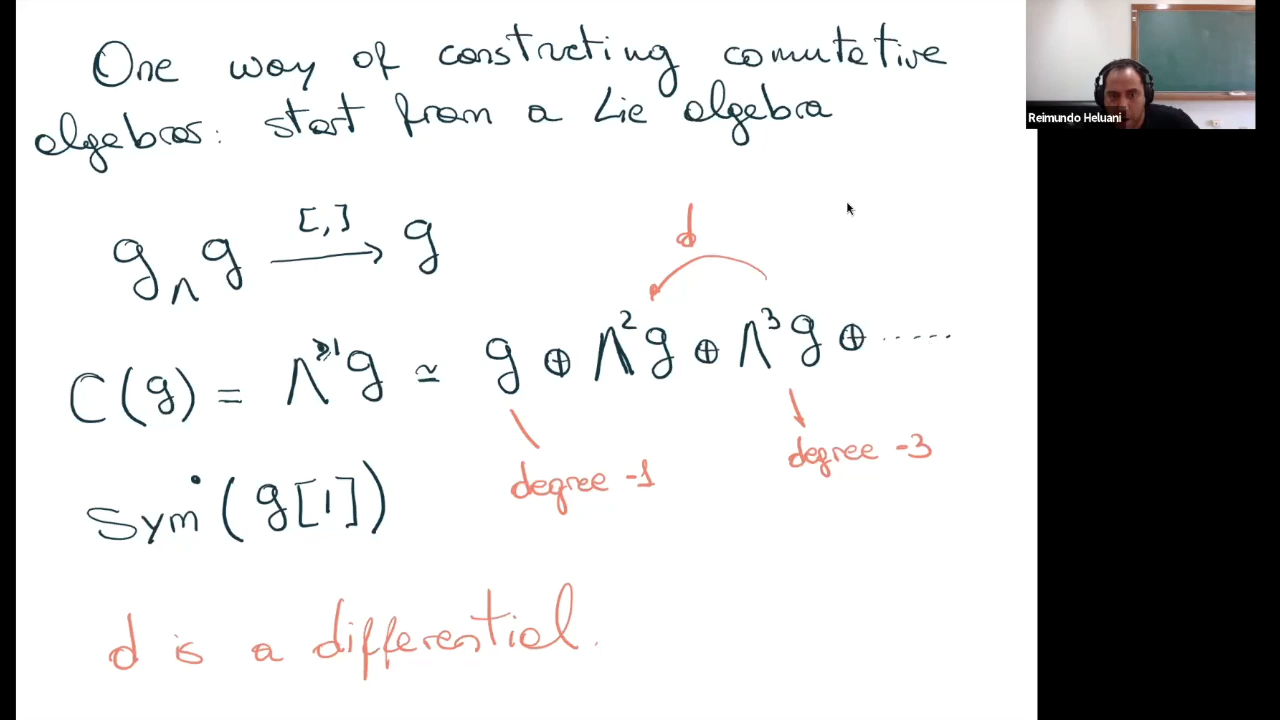 One way of constructing comutative
algebras: start from a Lie algebra
g ∧ g [,] → g
d
C(g) = Λ^{≥1} g ≃ g ⊕ Λ² g ⊕ Λ³ g ⊕ ......
degree -1
degree -3
Sym^•(g[1])
d is a differential.
Reimundo Heluani